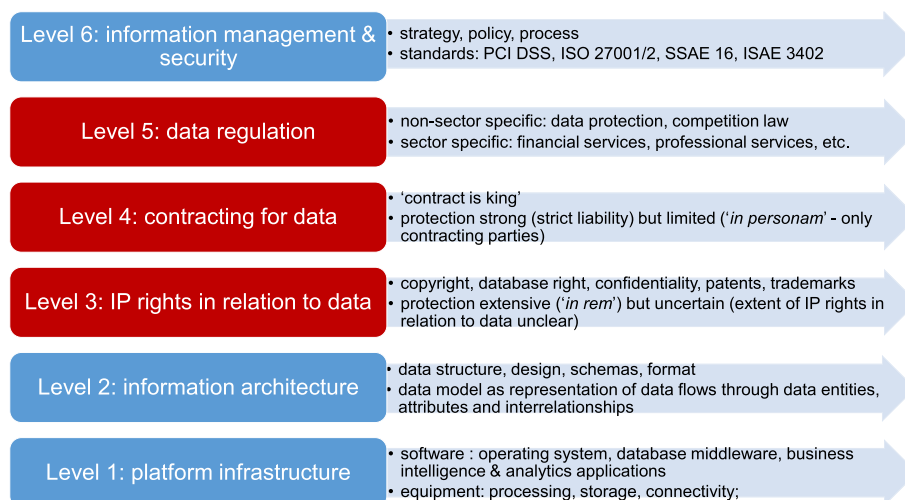 Level 6: information management &
security
• strategy, policy, process
• standards: PCI DSS, ISO 27001/2, SSAE 16, ISAE 3402
Level 5: data regulation
• non-sector specific: data protection, competition law
• sector specific: financial services, professional services, etc.
Level 4: contracting for data
• ‘contract is king’
• protection strong (strict liability) but limited (‘in personam’ - only
contracting parties)
Level 3: IP rights in relation to data
• copyright, database right, confidentiality, patents, trademarks
• protection extensive (‘in rem’) but uncertain (extent of IP rights in
relation to data unclear)
Level 2: information architecture
• data structure, design, schemas, format
• data model as representation of data flows through data entities,
attributes and interrelationships
Level 1: platform infrastructure
• software : operating system, database middleware, business
intelligence & analytics applications
• equipment: processing, storage, connectivity;